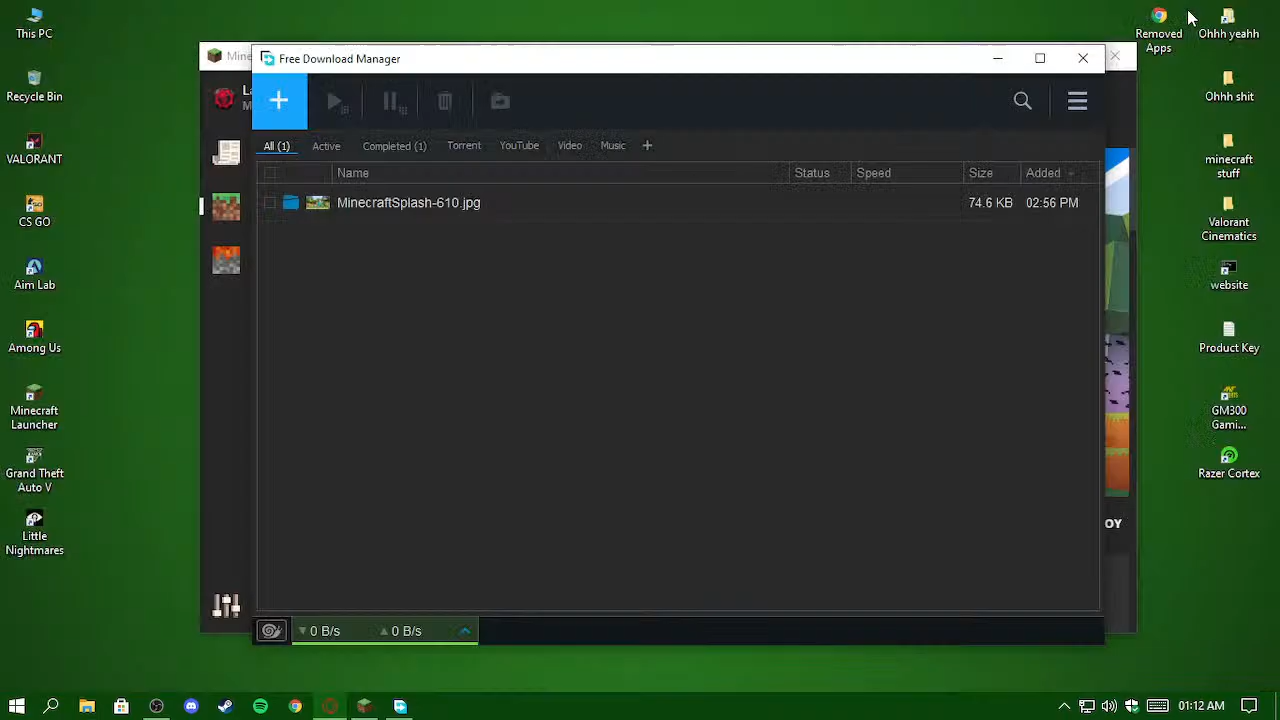 This PC
Recycle Bin
VALORANT
CS GO
Aim Lab
Among Us
Minecraft
Launcher
Grand Theft
Auto V
Little
Nightmares
Mine
Free Download Manager
La
M
All (1)
Active
Completed (1)
Torrent
YouTube
Video
Music
Name
Status
Speed
Size
Added
MinecraftSplash-610.jpg
74.6 KB
02:56 PM
0 B/s
0 B/s
OY
Removed
Apps
Ohhh yeahh
Ohhh shit
minecraft
stuff
Valorant
Cinematics
website
Product Key
GM300
Gami...
Razer Cortex
01:12 AM